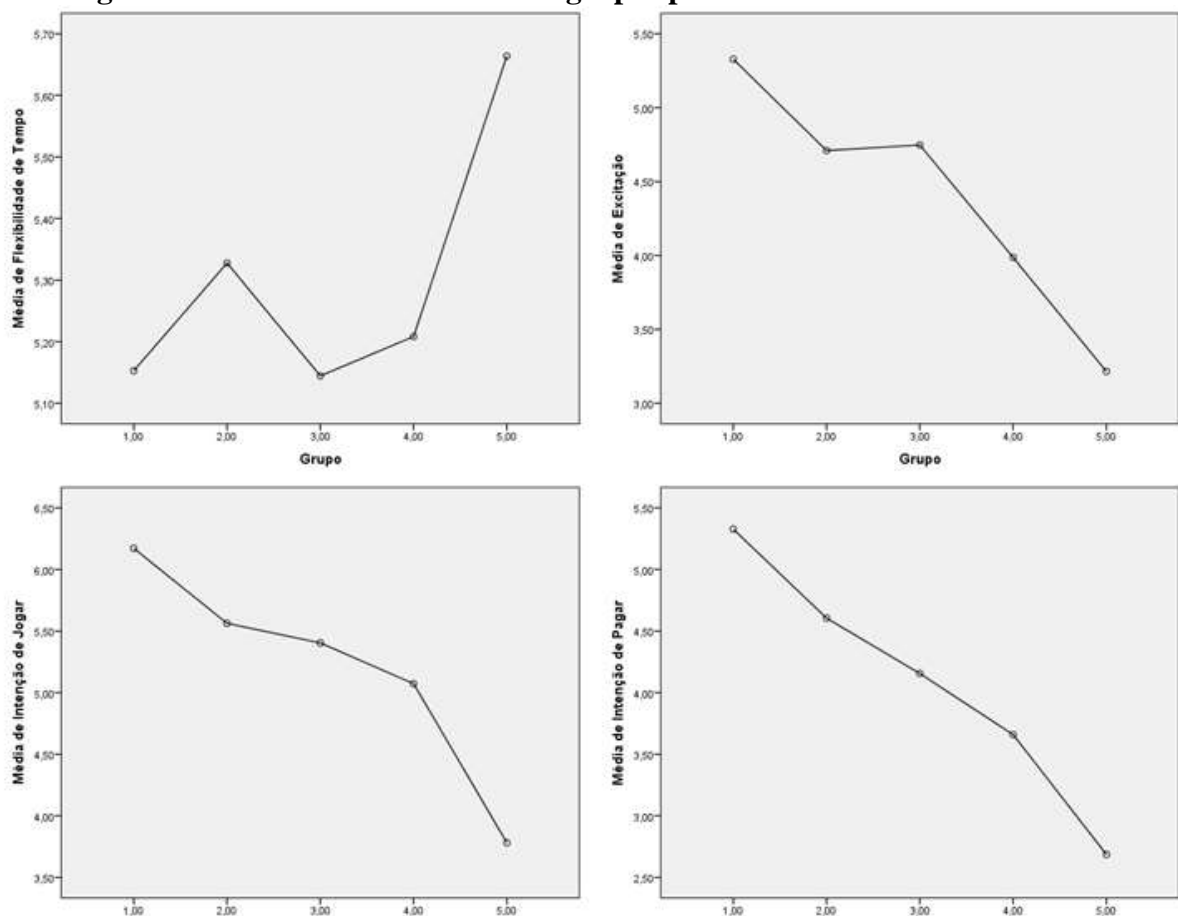 Média de Flexibilidade de Tempo
5,70
5,60
5,50
5,40
5,30
5,20
5,10
1,00 2,00 3,00 4,00 5,00
Grupo
Média de Excitação
5,50
5,00
4,50
4,00
3,50
3,00
1,00 2,00 3,00 4,00 5,00
Grupo
Média de Intenção de Jogar
6,50
6,00
5,50
5,00
4,50
4,00
3,50
1,00 2,00 3,00 4,00 5,00
Média de Intenção de Pagar
5,50
5,00
4,50
4,00
3,50
3,00
2,50
1,00 2,00 3,00 4,00 5,00